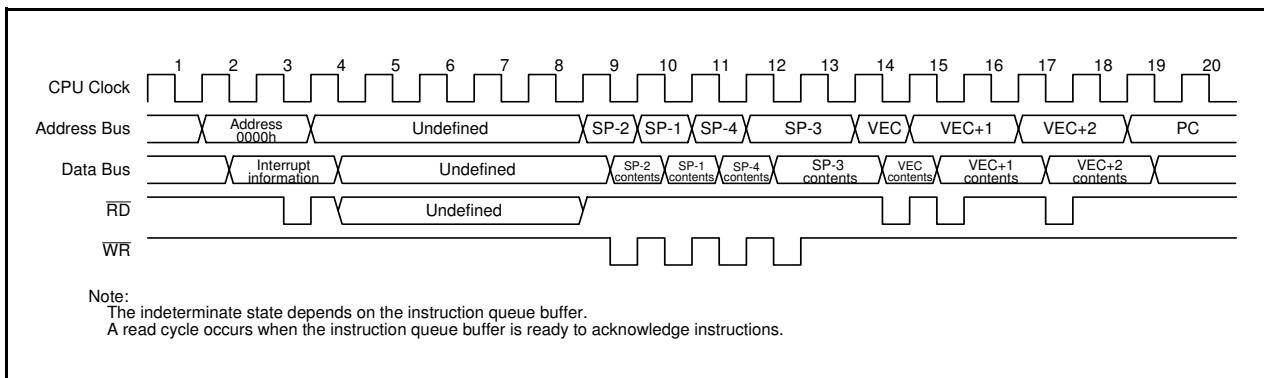 1 2 3 4 5 6 7 8 9 10 11 12 13 14 15 16 17 18 19 20
CPU Clock
Address Bus
Address
0000h
Undefined
SP-2
SP-1
SP-4
SP-3
VEC
VEC+1
VEC+2
PC
Data Bus
Interrupt
information
Undefined
SP-2
contents
SP-1
contents
SP-4
contents
SP-3
contents
VEC
contents
VEC+1
contents
VEC+2
contents
RD
Undefined
WR
Note:
The indeterminate state depends on the instruction queue buffer.
A read cycle occurs when the instruction queue buffer is ready to acknowledge instructions.